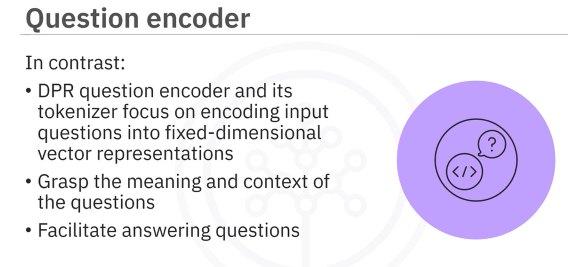 Question encoder
In contrast:
• DPR question encoder and its
tokenizer focus on encoding input
questions into fixed-dimensional
vector representations
• Grasp the meaning and context of
the questions
• Facilitate answering questions
?
</>